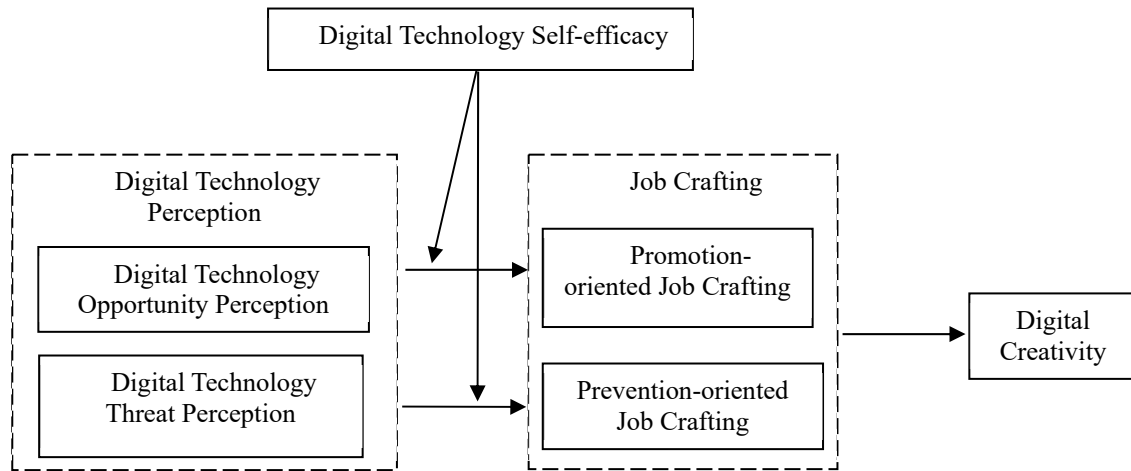 Digital Technology Self-efficacy
Digital Technology
Perception
Job Crafting
Digital Technology
Opportunity Perception
Promotion-
oriented Job Crafting
Digital
Creativity
Digital Technology
Threat Perception
Prevention-oriented
Job Crafting